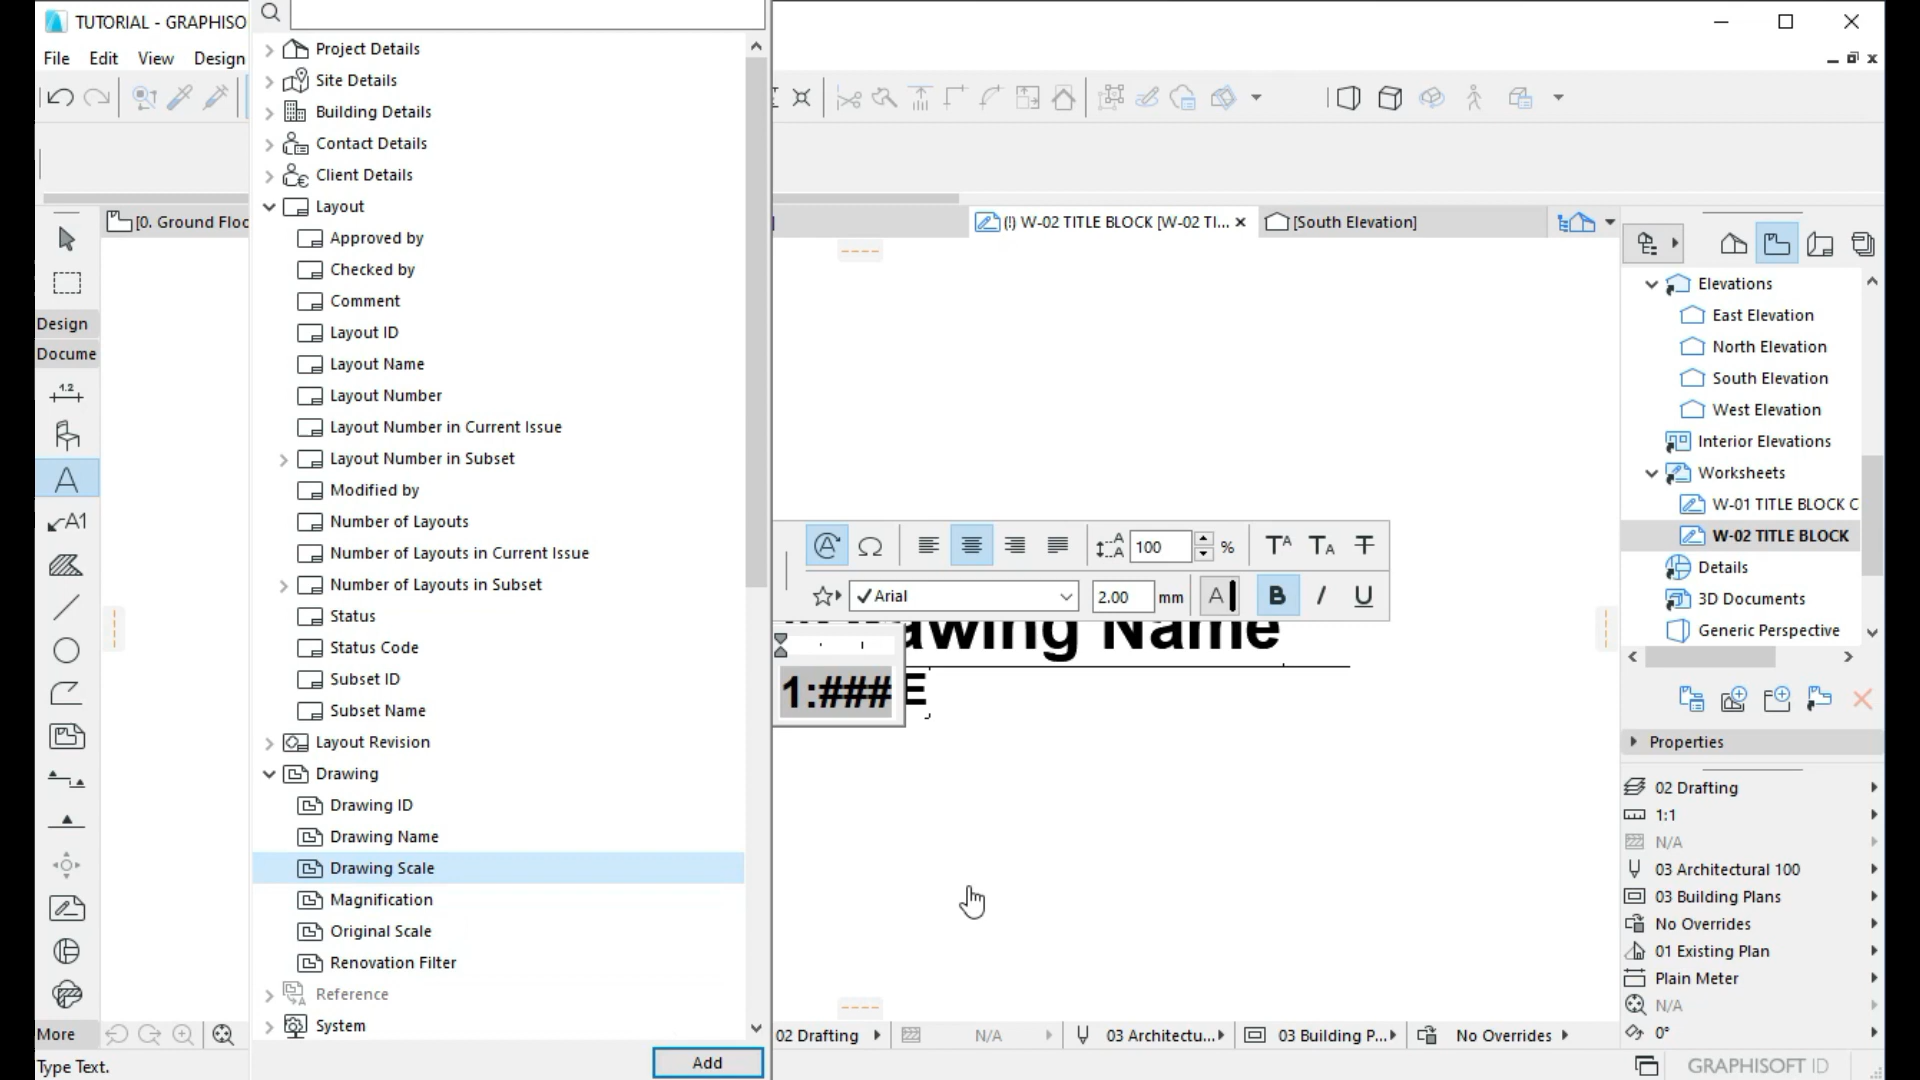 TUTORIAL - GRAPHISO
File Edit View Design
[0. Ground Floo
(!) W-02 TITLE BLOCK [W-02 TI...
[South Elevation]
Design
Docume
1.2
A
A1
More
Type Text.
Project Details
Site Details
Building Details
Contact Details
Client Details
Layout
Approved by
Checked by
Comment
Layout ID
Layout Name
Layout Number
Layout Number in Current Issue
Layout Number in Subset
Modified by
Number of Layouts
Number of Layouts in Current Issue
Number of Layouts in Subset
Status
Status Code
Subset ID
Subset Name
Layout Revision
Drawing
Drawing ID
Drawing Name
Drawing Scale
Magnification
Original Scale
Renovation Filter
Reference
System
Add
100 %
Arial 2.00 mm A B I U
awing Name
1:### E
Elevations
East Elevation
North Elevation
South Elevation
West Elevation
Interior Elevations
Worksheets
W-01 TITLE BLOCK C
W-02 TITLE BLOCK
Details
3D Documents
Generic Perspective
Properties
02 Drafting
1:1
N/A
03 Architectural 100
03 Building Plans
No Overrides
01 Existing Plan
Plain Meter
N/A
0°
02 Drafting N/A 03 Architectu... 03 Building P... No Overrides
GRAPHISOFT ID